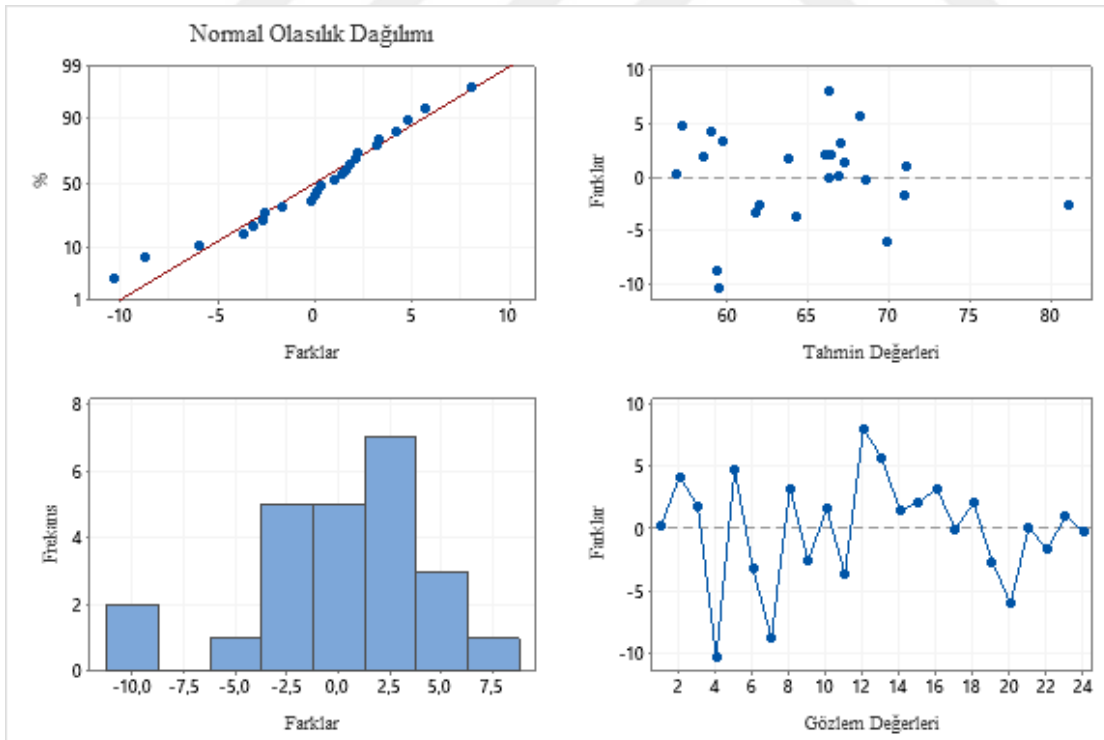 Normal Olasılık Dağılımı
99
90
50
10
1
%
-10 -5 0 5 10
Farklar
10
5
0
-5
-10
Farklar
60 65 70 75 80
Tahmin Değerleri
8
6
4
2
0
Frekans
-10,0 -7,5 -5,0 -2,5 0,0 2,5 5,0 7,5
Farklar
10
5
0
-5
-10
Farklar
2 4 6 8 10 12 14 16 18 20 22 24
Gözlem Değerleri